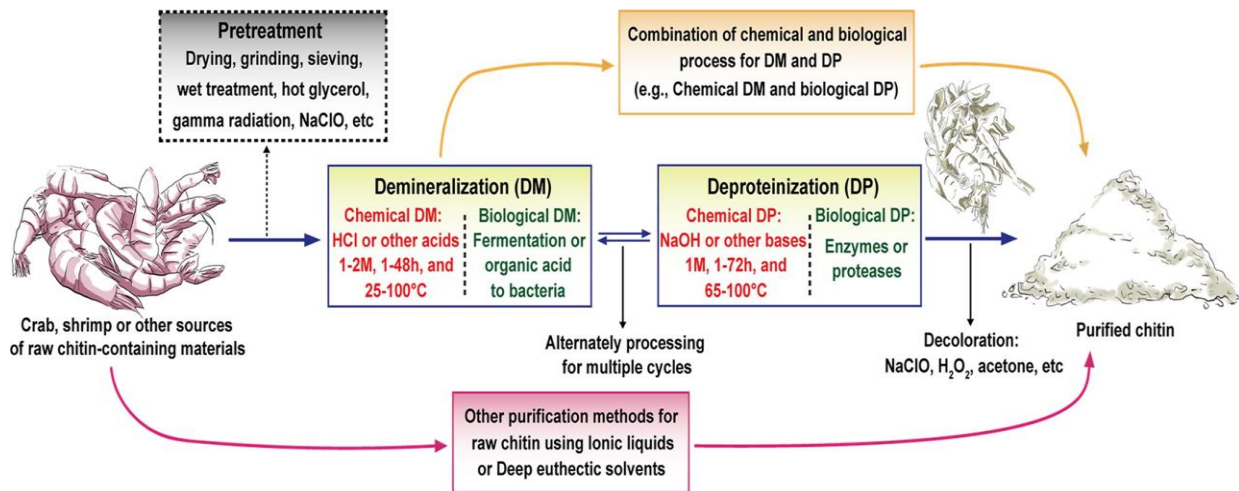 Pretreatment
Drying, grinding, sieving,
wet treatment, hot glycerol,
gamma radiation, NaClO, etc
Combination of chemical and biological
process for DM and DP
(e.g., Chemical DM and biological DP)
Demineralization (DM)
Chemical DM:
HCl or other acids
1-2M, 1-48h, and
25-100°C
Biological DM:
Fermentation or
organic acid
to bacteria
Deproteinization (DP)
Chemical DP:
NaOH or other bases
1M, 1-72h, and
65-100°C
Biological DP:
Enzymes or
proteases
Crab, shrimp or other sources
of raw chitin-containing materials
Alternately processing
for multiple cycles
Decoloration:
NaClO, H₂O₂, acetone, etc
Purified chitin
Other purification methods for
raw chitin using Ionic liquids
or Deep euthectic solvents